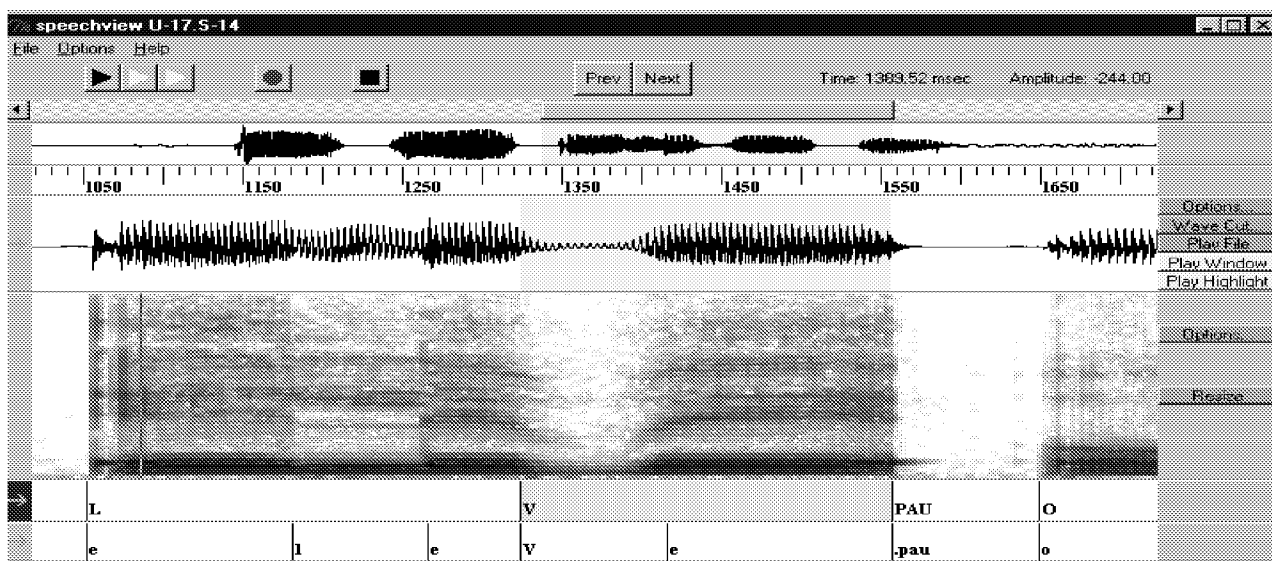 speechview U-17.S-14
File Options Help
Prev Next Time: 1389.52 msec Amplitude: -244.00
1050 1150 1250 1350 1450 1550 1650
Options...
Wave Cut...
Play File
Play Window
Play Highlight
Options...
Resize
L V PAU O
e l e V e .pau o